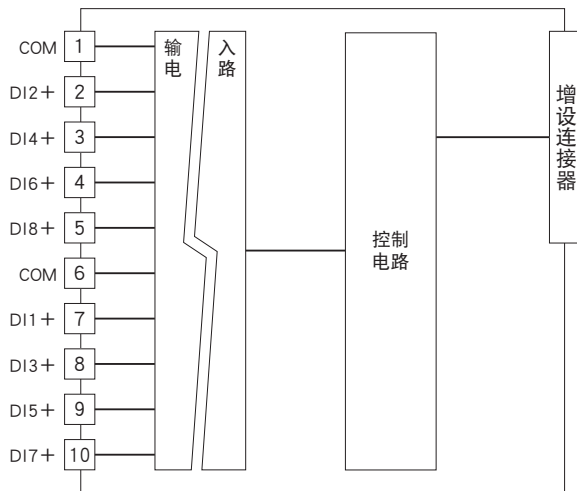 COM 1
DI2+ 2
DI4+ 3
DI6+ 4
DI8+ 5
COM 6
DI1+ 7
DI3+ 8
DI5+ 9
DI7+ 10
输入
电路
控制
电路
增设连接器